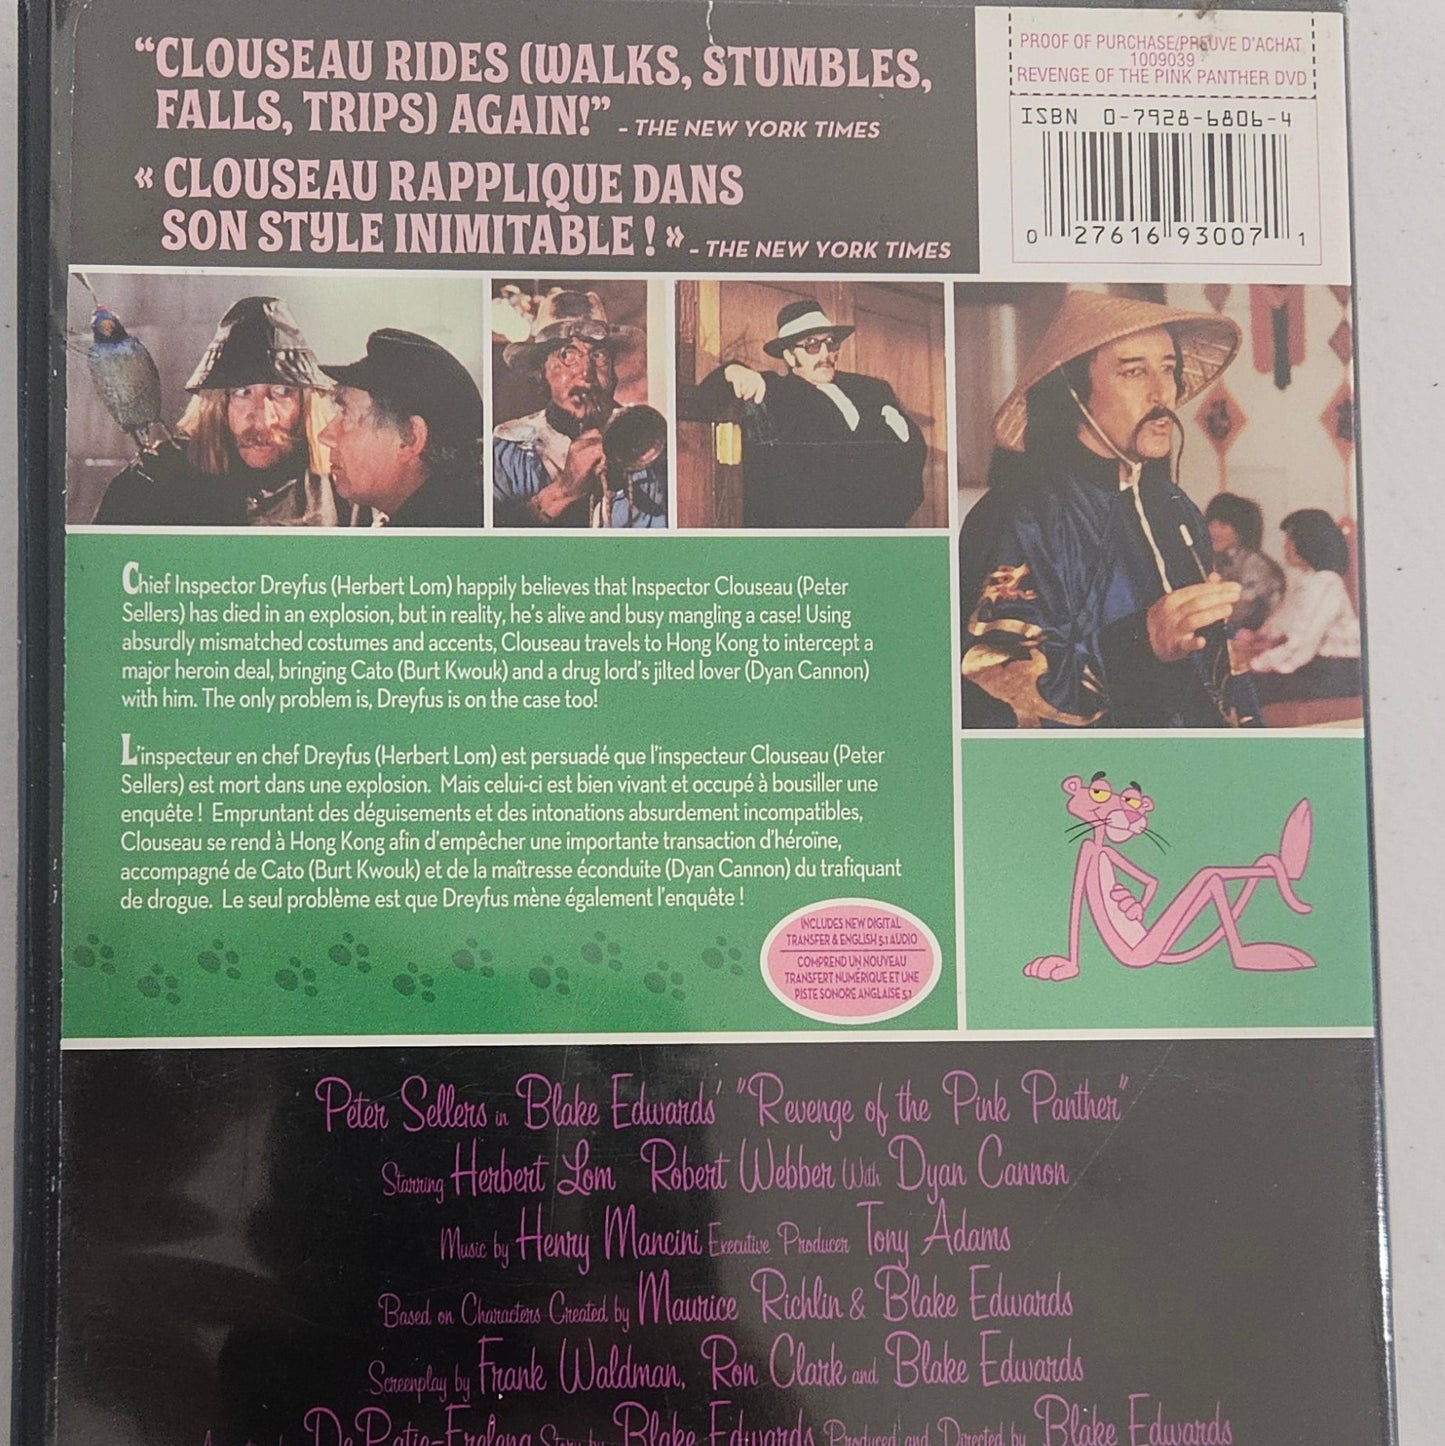 “CLOUSEAU RIDES (WALKS, STUMBLES,
FALLS, TRIPS) AGAIN!” - THE NEW YORK TIMES
« CLOUSEAU RAPPLIQUE DANS
SON STYLE INIMITABLE ! » - THE NEW YORK TIMES
PROOF OF PURCHASE/PREUVE D'ACHAT
1009039
REVENGE OF THE PINK PANTHER DVD
ISBN 0-7928-6806-4
0 27616 93007 1
Chief Inspector Dreyfus (Herbert Lom) happily believes that Inspector Clouseau (Peter
Sellers) has died in an explosion, but in reality, he's alive and busy mangling a case! Using
absurdly mismatched costumes and accents, Clouseau travels to Hong Kong to intercept a
major heroin deal, bringing Cato (Burt Kwouk) and a drug lord's jilted lover (Dyan Cannon)
with him. The only problem is, Dreyfus is on the case too!
L'inspecteur en chef Dreyfus (Herbert Lom) est persuadé que l'inspecteur Clouseau (Peter
Sellers) est mort dans une explosion. Mais celui-ci est bien vivant et occupé à bousiller une
enquête ! Empruntant des déguisements et des intonations absurdement incompatibles,
Clouseau se rend à Hong Kong afin d'empêcher une importante transaction d'héroïne,
accompagné de Cato (Burt Kwouk) et de la maîtresse éconduite (Dyan Cannon) du trafiquant
de drogue. Le seul problème est que Dreyfus mène également l'enquête !
INCLUDES NEW DIGITAL
TRANSFER & ENGLISH 5.1 AUDIO
COMPREND UN NOUVEAU
TRANSFERT NUMÉRIQUE ET UNE
PISTE SONORE ANGLAISE 5.1
Peter Sellers in Blake Edwards' "Revenge of the Pink Panther"
Starring Herbert Lom Robert Webber With Dyan Cannon
Music by Henry Mancini Executive Producer Tony Adams
Based on Characters Created by Maurice Richlin & Blake Edwards
Screenplay by Frank Waldman, Ron Clark and Blake Edwards
De Patie-Freleng Story by Blake Edwards Produced and Directed by Blake Edwards